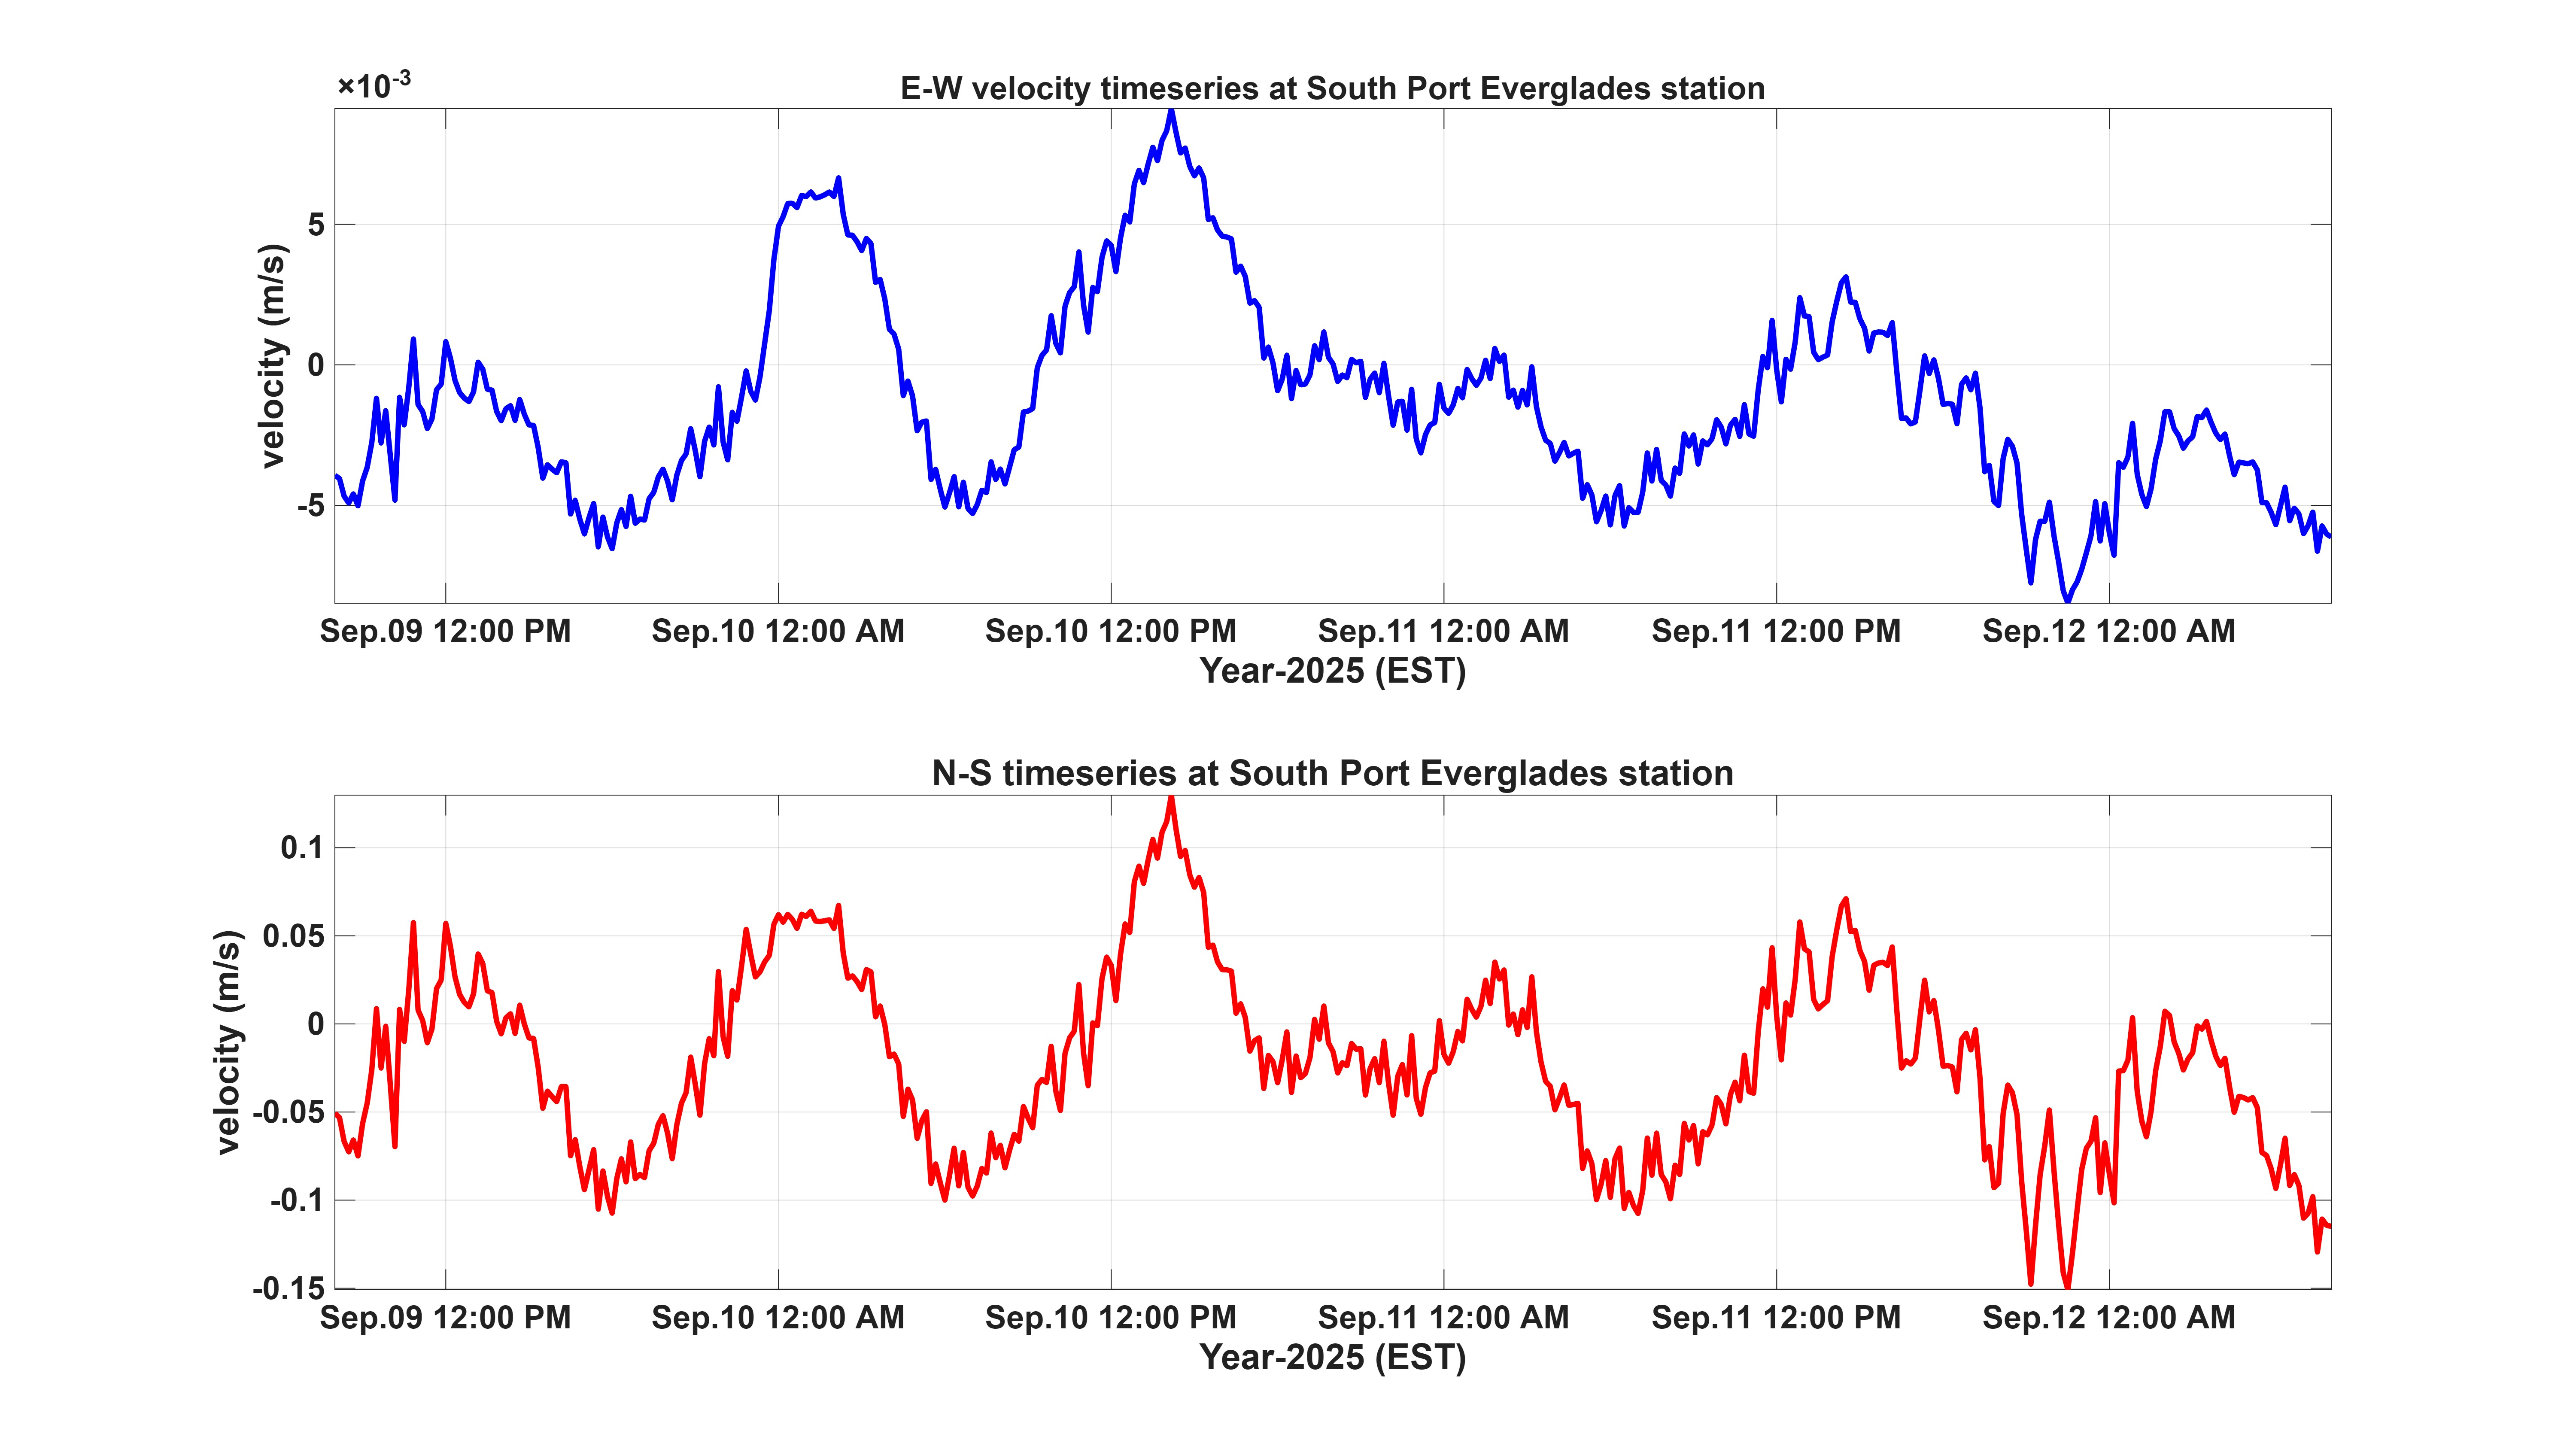 ×10-3
E-W velocity timeseries at South Port Everglades station
velocity (m/s)
5
0
-5
Sep.09 12:00 PM Sep.10 12:00 AM Sep.10 12:00 PM Sep.11 12:00 AM Sep.11 12:00 PM Sep.12 12:00 AM
Year-2025 (EST)
N-S timeseries at South Port Everglades station
velocity (m/s)
0.1
0.05
0
-0.05
-0.1
-0.15
Sep.09 12:00 PM Sep.10 12:00 AM Sep.10 12:00 PM Sep.11 12:00 AM Sep.11 12:00 PM Sep.12 12:00 AM
Year-2025 (EST)